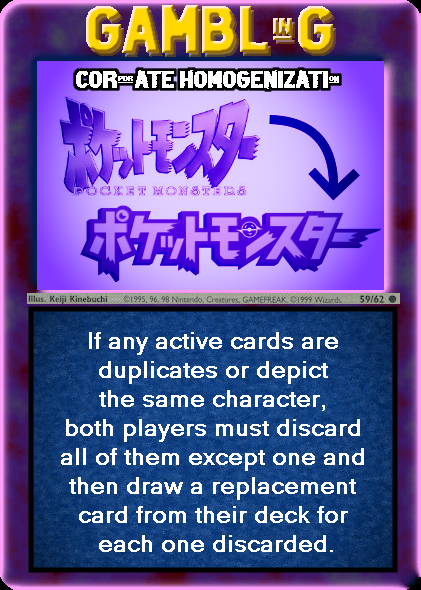 GAMBLING
CORPORATE HOMOGENIZATION
ポケットモンスター
POCKET MONSTERS
ポケットモンスター
Illus. Keiji Kinebuchi ©1995, 96, 98 Nintendo, Creatures, GAMEFREAK. ©1999 Wizards. 59/62
If any active cards are
duplicates or depict
the same character,
both players must discard
all of them except one and
then draw a replacement
card from their deck for
each one discarded.